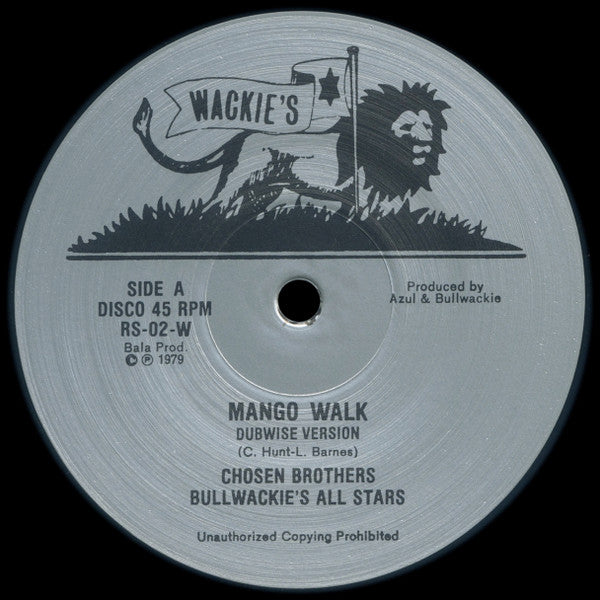 WACKIE'S
SIDE A
DISCO 45 RPM
RS-02-W
Bala Prod.
© ℗ 1979
Produced by
Azul & Bullwackie
MANGO WALK
DUBWISE VERSION
(C. Hunt-L. Barnes)
CHOSEN BROTHERS
BULLWACKIE'S ALL STARS
Unauthorized Copying Prohibited